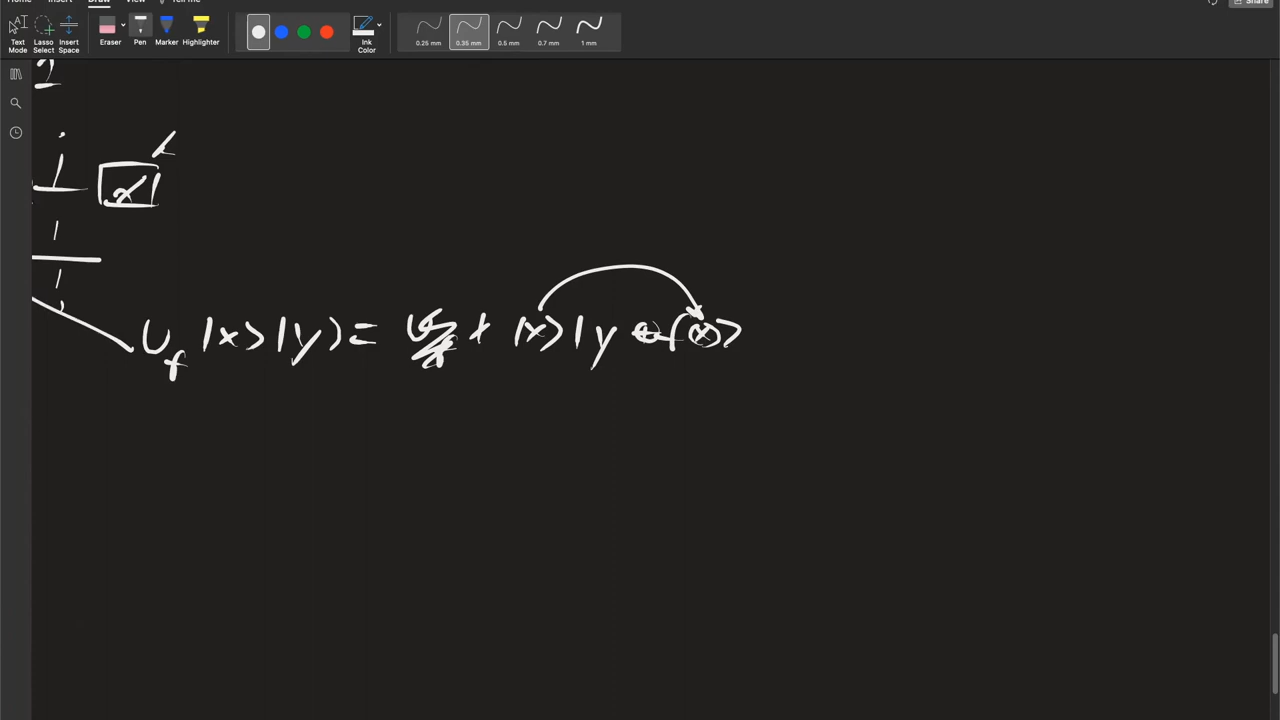 Home Insert Draw View Tell me
Share
Text Mode Lasso Select Insert Space Eraser Pen Marker Highlighter Ink Color 0.25 mm 0.35 mm 0.5 mm 0.7 mm 1 mm
2
U_f |x>|y> = |x>|y ⊕ f(x)>